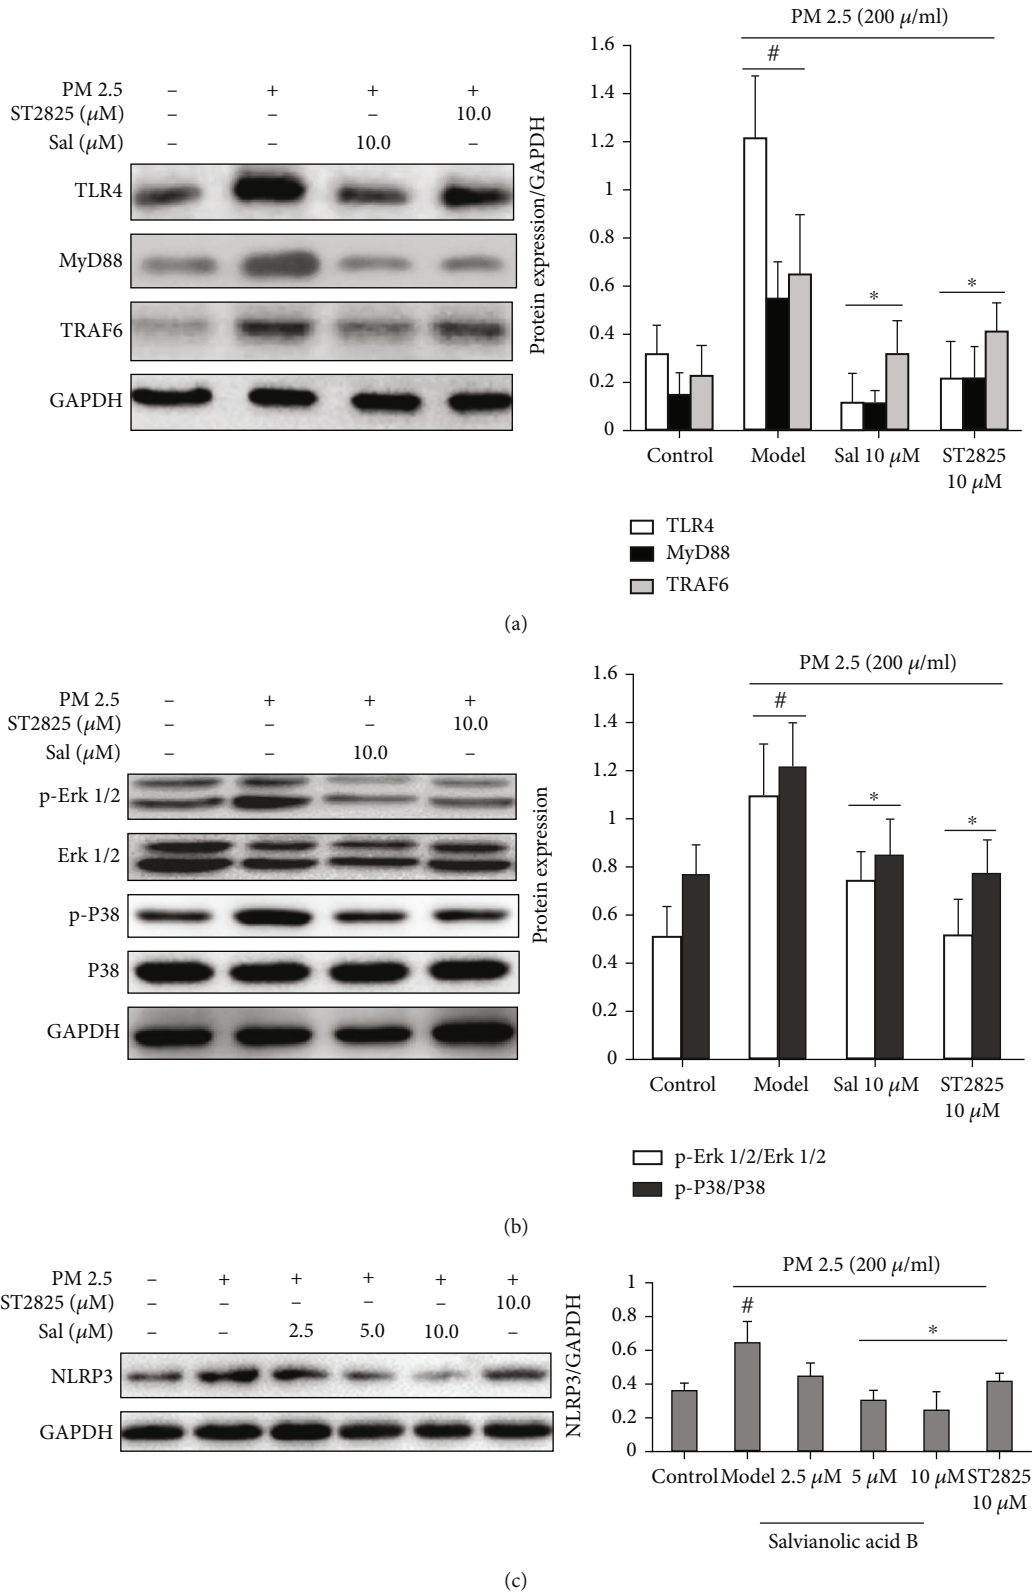 PM 2.5 – + + +
ST2825 (μM) – – – 10.0
Sal (μM) – – 10.0 –
TLR4
MyD88
TRAF6
GAPDH
PM 2.5 (200 μ/ml)
Protein expression/GAPDH
1.6
#
1.4
1.2
1
0.8
0.6
* *
0.4
0.2
0
Control Model Sal 10 μM ST2825
10 μM
TLR4
MyD88
TRAF6
(a)
PM 2.5 – + + +
ST2825 (μM) – – – 10.0
Sal (μM) – – 10.0 –
p-Erk 1/2
Erk 1/2
p-P38
P38
GAPDH
PM 2.5 (200 μ/ml)
Protein expression
1.6
#
1.4
1.2
1
* *
0.8
0.6
0.4
0.2
0
Control Model Sal 10 μM ST2825
10 μM
p-Erk 1/2/Erk 1/2
p-P38/P38
(b)
PM 2.5 – + + + + +
ST2825 (μM) – – – – – 10.0
Sal (μM) – – 2.5 5.0 10.0 –
NLRP3
GAPDH
PM 2.5 (200 μ/ml)
NLRP3/GAPDH
1
#
0.8
*
0.6
0.4
0.2
0
Control Model 2.5 μM 5 μM 10 μM ST2825
10 μM
Salvianolic acid B
(c)